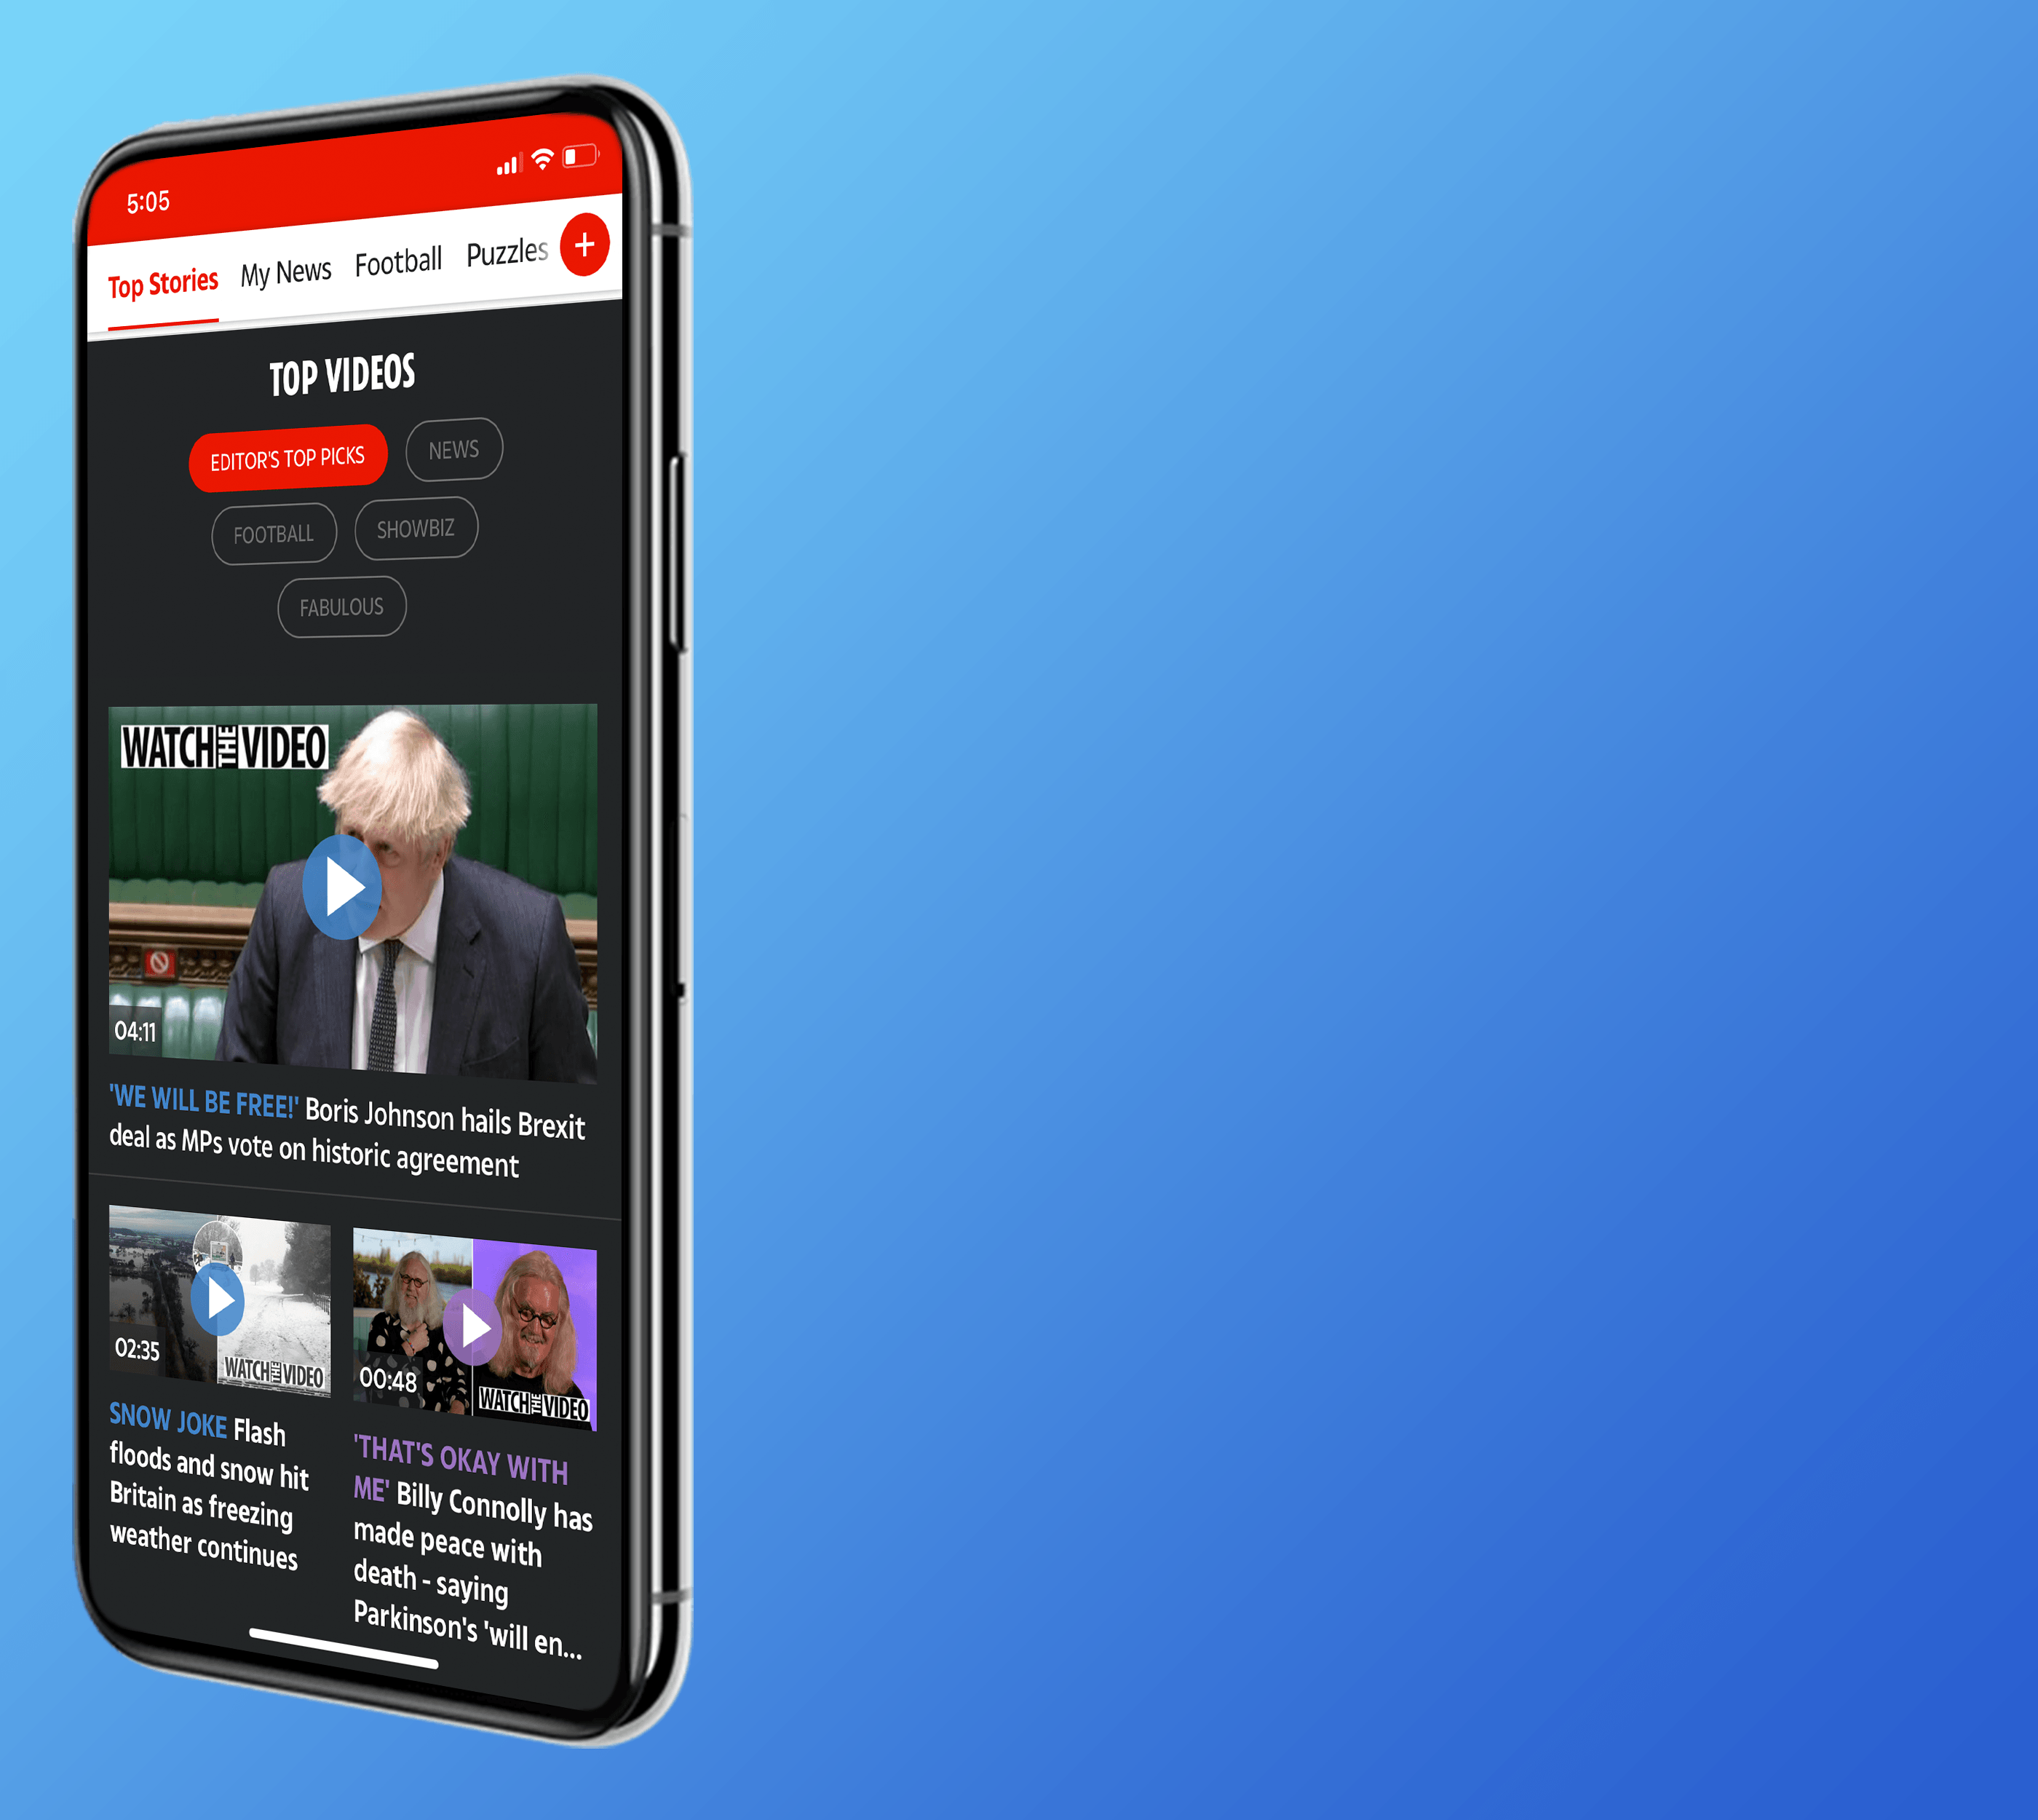 5:05
Top Stories My News Football Puzzles +
TOP VIDEOS
EDITOR'S TOP PICKS NEWS
FOOTBALL SHOWBIZ
FABULOUS
WATCH THE VIDEO
04:11
'WE WILL BE FREE!' Boris Johnson hails Brexit
deal as MPs vote on historic agreement
02:35
WATCH THE VIDEO
SNOW JOKE Flash
floods and snow hit
Britain as freezing
weather continues
00:48
WATCH THE VIDEO
'THAT'S OKAY WITH
ME' Billy Connolly has
made peace with
death - saying
Parkinson's 'will en...